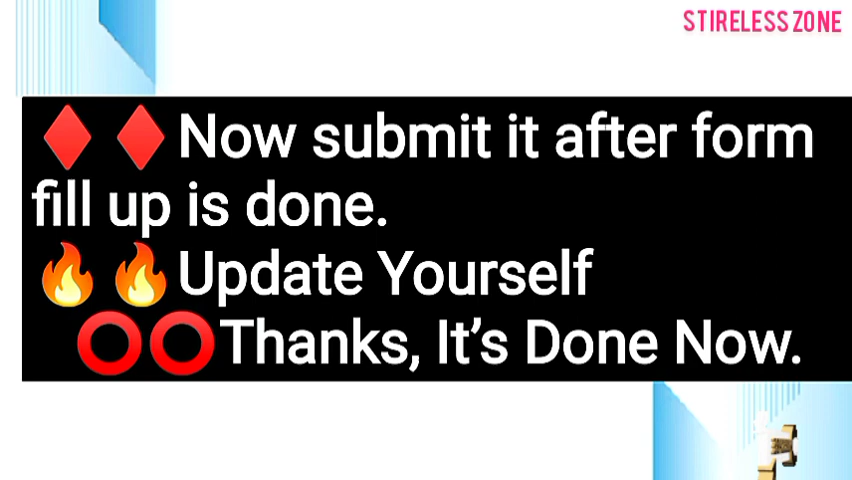 STIRELESS ZONE
♦️♦️Now submit it after form
fill up is done.
🔥🔥Update Yourself
⭕⭕Thanks, It’s Done Now.